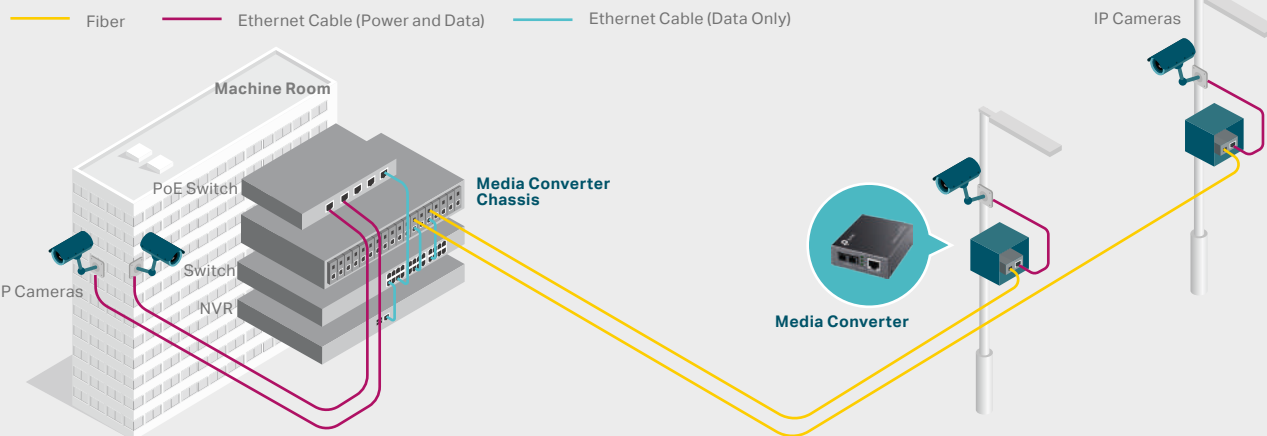 Fiber
Ethernet Cable (Power and Data)
Ethernet Cable (Data Only)
IP Cameras
Machine Room
PoE Switch
Media Converter
Chassis
Switch
P Cameras
NVR
Media Converter